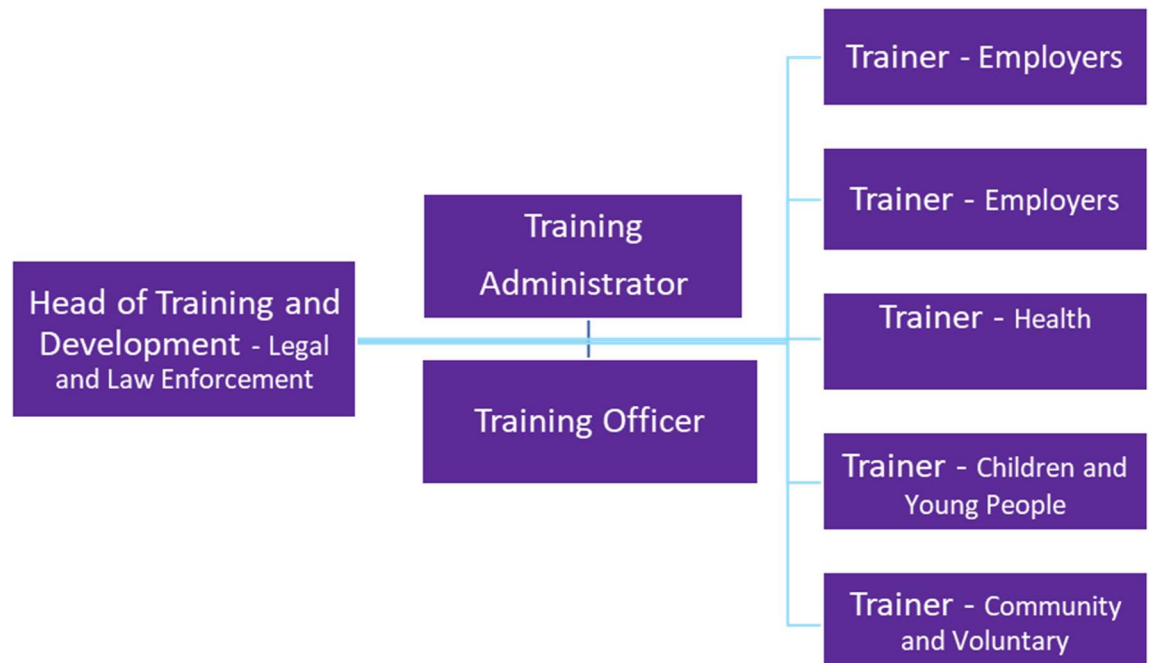 Head of Training and
Development - Legal
and Law Enforcement
Training
Administrator
Training Officer
Trainer - Employers
Trainer - Employers
Trainer - Health
Trainer - Children and
Young People
Trainer - Community
and Voluntary